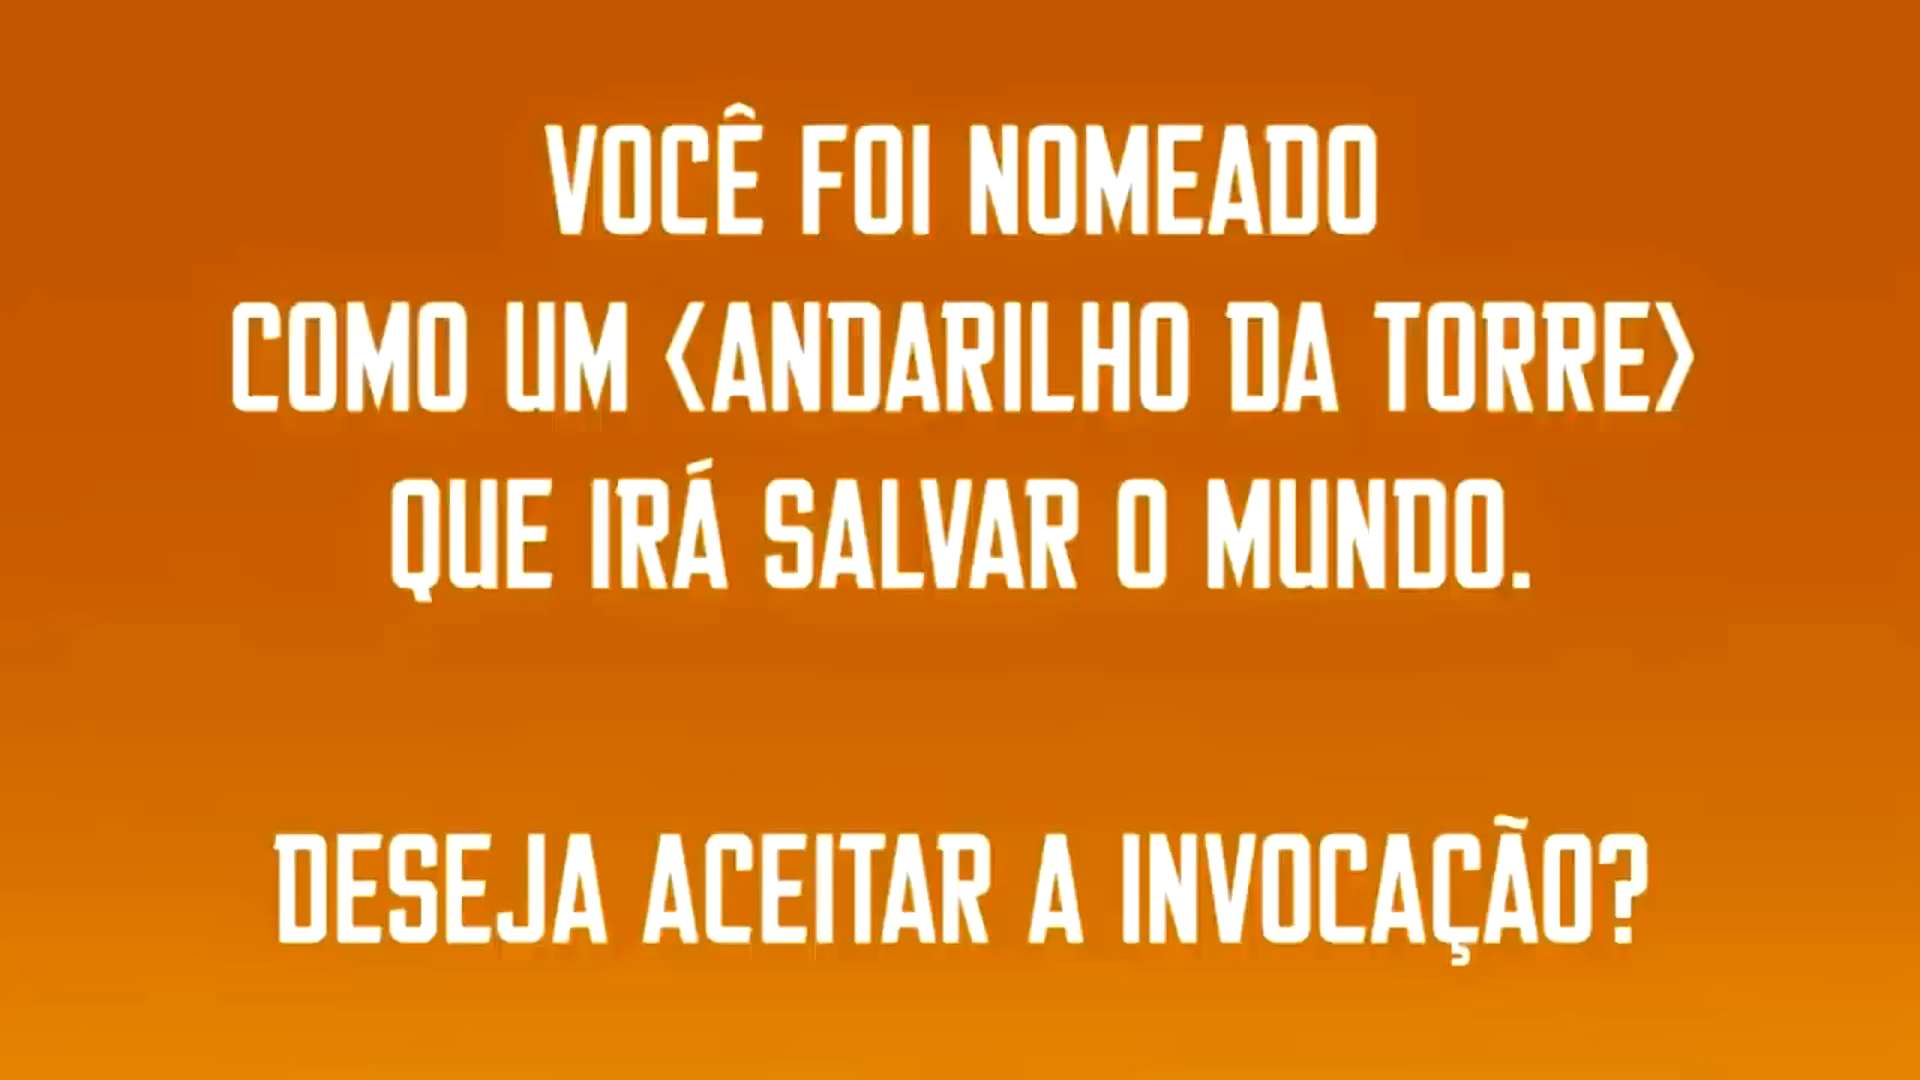 VOCÊ FOI NOMEADO
COMO UM <ANDARILHO DA TORRE>
QUE IRÁ SALVAR O MUNDO.
DESEJA ACEITAR A INVOCAÇÃO?